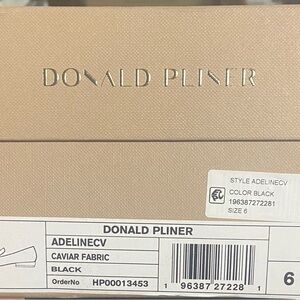 DONALD PLINER
STYLE ADELINECV
COLOR BLACK
196387272281
SIZE 6
DONALD PLINER
ADELINECV
CAVIAR FABRIC
BLACK
OrderNo HP00013453
1 96387 27228 1
6